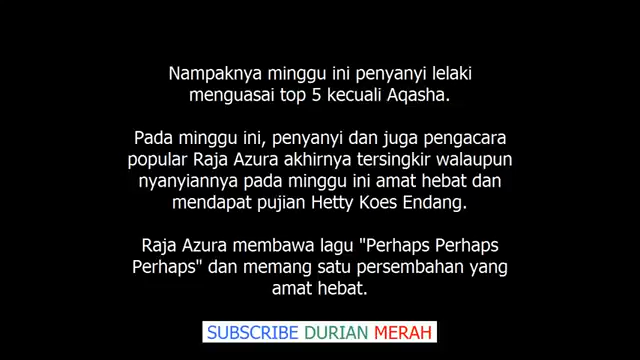 Nampaknya minggu ini penyanyi lelaki
menguasai top 5 kecuali Aqasha.
Pada minggu ini, penyanyi dan juga pengacara
popular Raja Azura akhirnya tersingkir walaupun
nyanyiannya pada minggu ini amat hebat dan
mendapat pujian Hetty Koes Endang.
Raja Azura membawa lagu "Perhaps Perhaps
Perhaps" dan memang satu persembahan yang
amat hebat.
SUBSCRIBE DURIAN MERAH